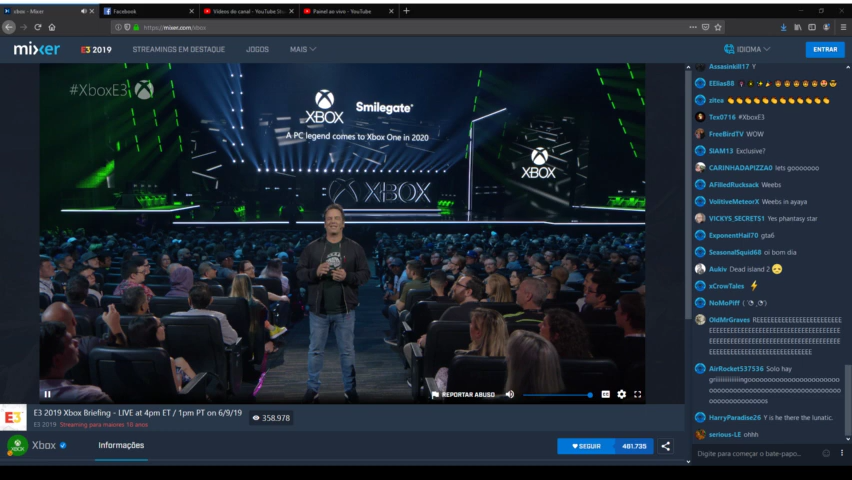 xbox - Mixer
Facebook
Vídeos do canal - YouTube Stu
Painel ao vivo - YouTube
https://mixer.com/xbox
mixer
E3 2019
STREAMINGS EM DESTAQUE
JOGOS
MAIS
IDIOMA
ENTRAR
#XboxE3
XBOX
Smilegate
A PC legend comes to Xbox One in 2020
XBOX
XBOX
REPORTAR ABUSO
E3 2019 Xbox Briefing - LIVE at 4pm ET / 1pm PT on 6/9/19
358.978
E3 2019 Streaming para maiores 18 anos
Xbox
Informações
SEGUIR 461.735
Assasinkill17 Y
EElias88
zitea
Tex0716 #XboxE3
FreeBirdTV WOW
SIAM13 Exclusive?
CARINHADAPIZZA0 lets gooooooo
AFilledRucksack Weebs
VolitiveMeteorX Weebs in ayaya
VICKYS_SECRETS1 Yes phantasy star
ExponentHail70 gta6
SeasonalSquid68 oi bom dia
Aukiv Dead island 2
xCrowTales
NoMoPiff
OldMrGraves
AirRocket537536 Solo hay
HarryParadise26 Y is he there the lunatic.
serious-LE ohhh
Digite para começar o bate-papo...